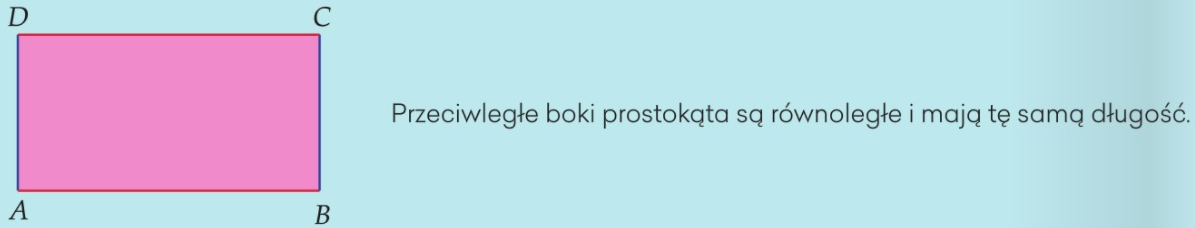 D C
Przeciwległe boki prostokąta są równoległe i mają tę samą długość.
A B